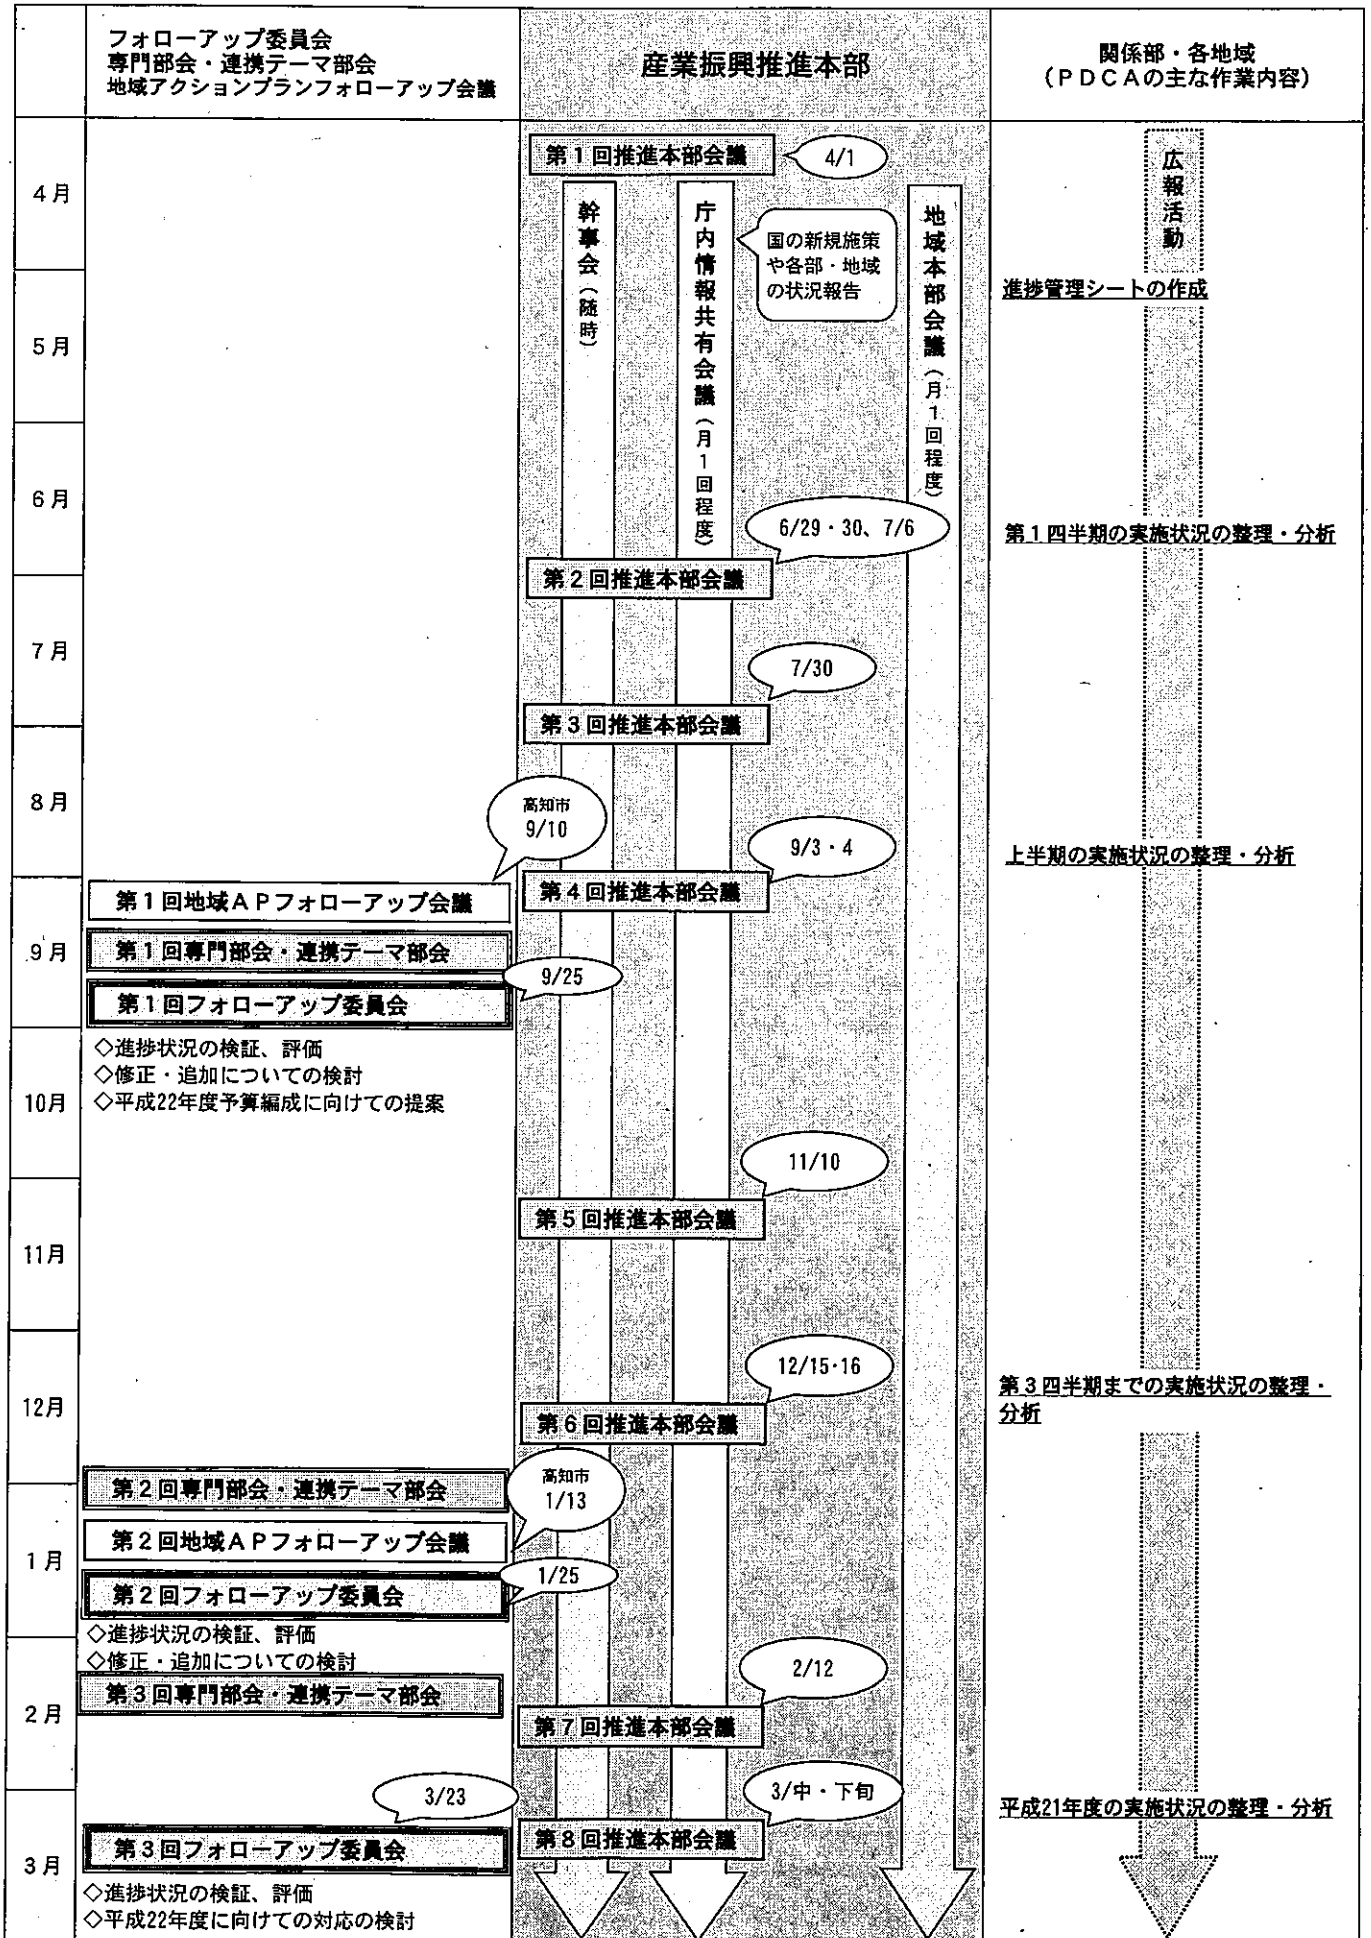 フォローアップ委員会
専門部会・連携テーマ部会
地域アクションプランフォローアップ会議
産業振興推進本部
関係部・各地域
(PDCAの主な作業内容)
4月
第1回推進本部会議
4/1
幹事会(随時)
庁内情報共有会議(月1回程度)
国の新規施策
や各部・地域
の状況報告
地域本部会議(月1回程度)
広報活動
進捗管理シートの作成
5月
6月
6/29・30、7/6
第1四半期の実施状況の整理・分析
第2回推進本部会議
7月
7/30
第3回推進本部会議
8月
高知市
9/10
9/3・4
上半期の実施状況の整理・分析
第1回地域APフォローアップ会議
第4回推進本部会議
9月
第1回専門部会・連携テーマ部会
9/25
第1回フォローアップ委員会
◇進捗状況の検証、評価
◇修正・追加についての検討
◇平成22年度予算編成に向けての提案
10月
11/10
第5回推進本部会議
11月
12/15・16
第3四半期までの実施状況の整理・
分析
12月
第6回推進本部会議
第2回専門部会・連携テーマ部会
高知市
1/13
第2回地域APフォローアップ会議
1月
1/25
第2回フォローアップ委員会
◇進捗状況の検証、評価
◇修正・追加についての検討
2/12
第3回専門部会・連携テーマ部会
2月
第7回推進本部会議
3/23
3/中・下旬
平成21年度の実施状況の整理・分析
第3回フォローアップ委員会
第8回推進本部会議
3月
◇進捗状況の検証、評価
◇平成22年度に向けての対応の検討